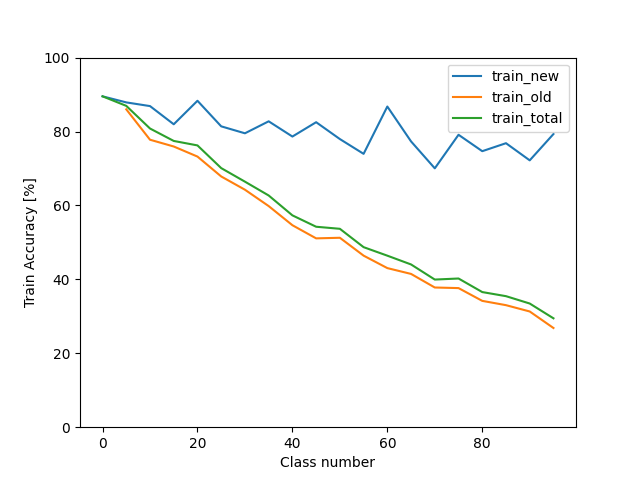 100
80
60
40
20
0
Train Accuracy [%]
train_new
train_old
train_total
0 20 40 60 80
Class number